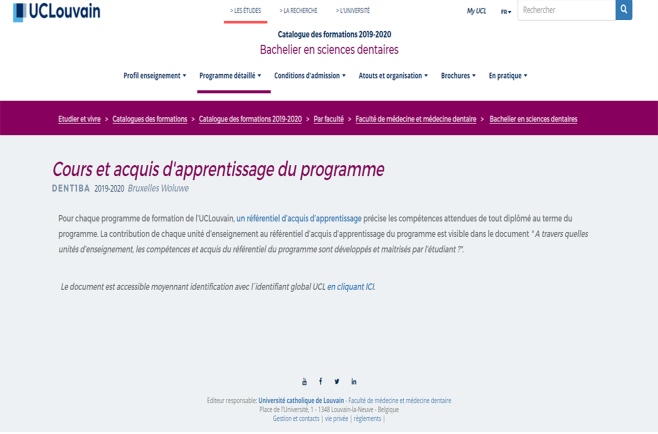 UCLouvain
> LES ÉTUDES > LA RECHERCHE > L'UNIVERSITÉ My UCL FR Rechercher
Catalogue des formations 2019-2020
Bachelier en sciences dentaires
Profil enseignement Programme détaillé Conditions d'admission Atouts et organisation Brochures En pratique
Etudier et vivre > Catalogues des formations > Catalogue des formations 2019-2020 > Par faculté > Faculté de médecine et médecine dentaire > Bachelier en sciences dentaires
Cours et acquis d'apprentissage du programme
DENT1BA 2019-2020 Bruxelles Woluwe
Pour chaque programme de formation de l'UCLouvain, un référentiel d'acquis d'apprentissage précise les compétences attendues de tout diplômé au terme du
programme. La contribution de chaque unité d'enseignement au référentiel d'acquis d'apprentissage du programme est visible dans le document " A travers quelles
unités d'enseignement, les compétences et acquis du référentiel du programme sont développés et maitrisés par l'étudiant ?".
Le document est accessible moyennant identification avec l´identifiant global UCL en cliquant ICI.
Editeur responsable: Université catholique de Louvain - Faculté de médecine et médecine dentaire
Place de l'Université, 1 - 1348 Louvain-la-Neuve - Belgique
Gestion et contacts | vie privée | règlements |